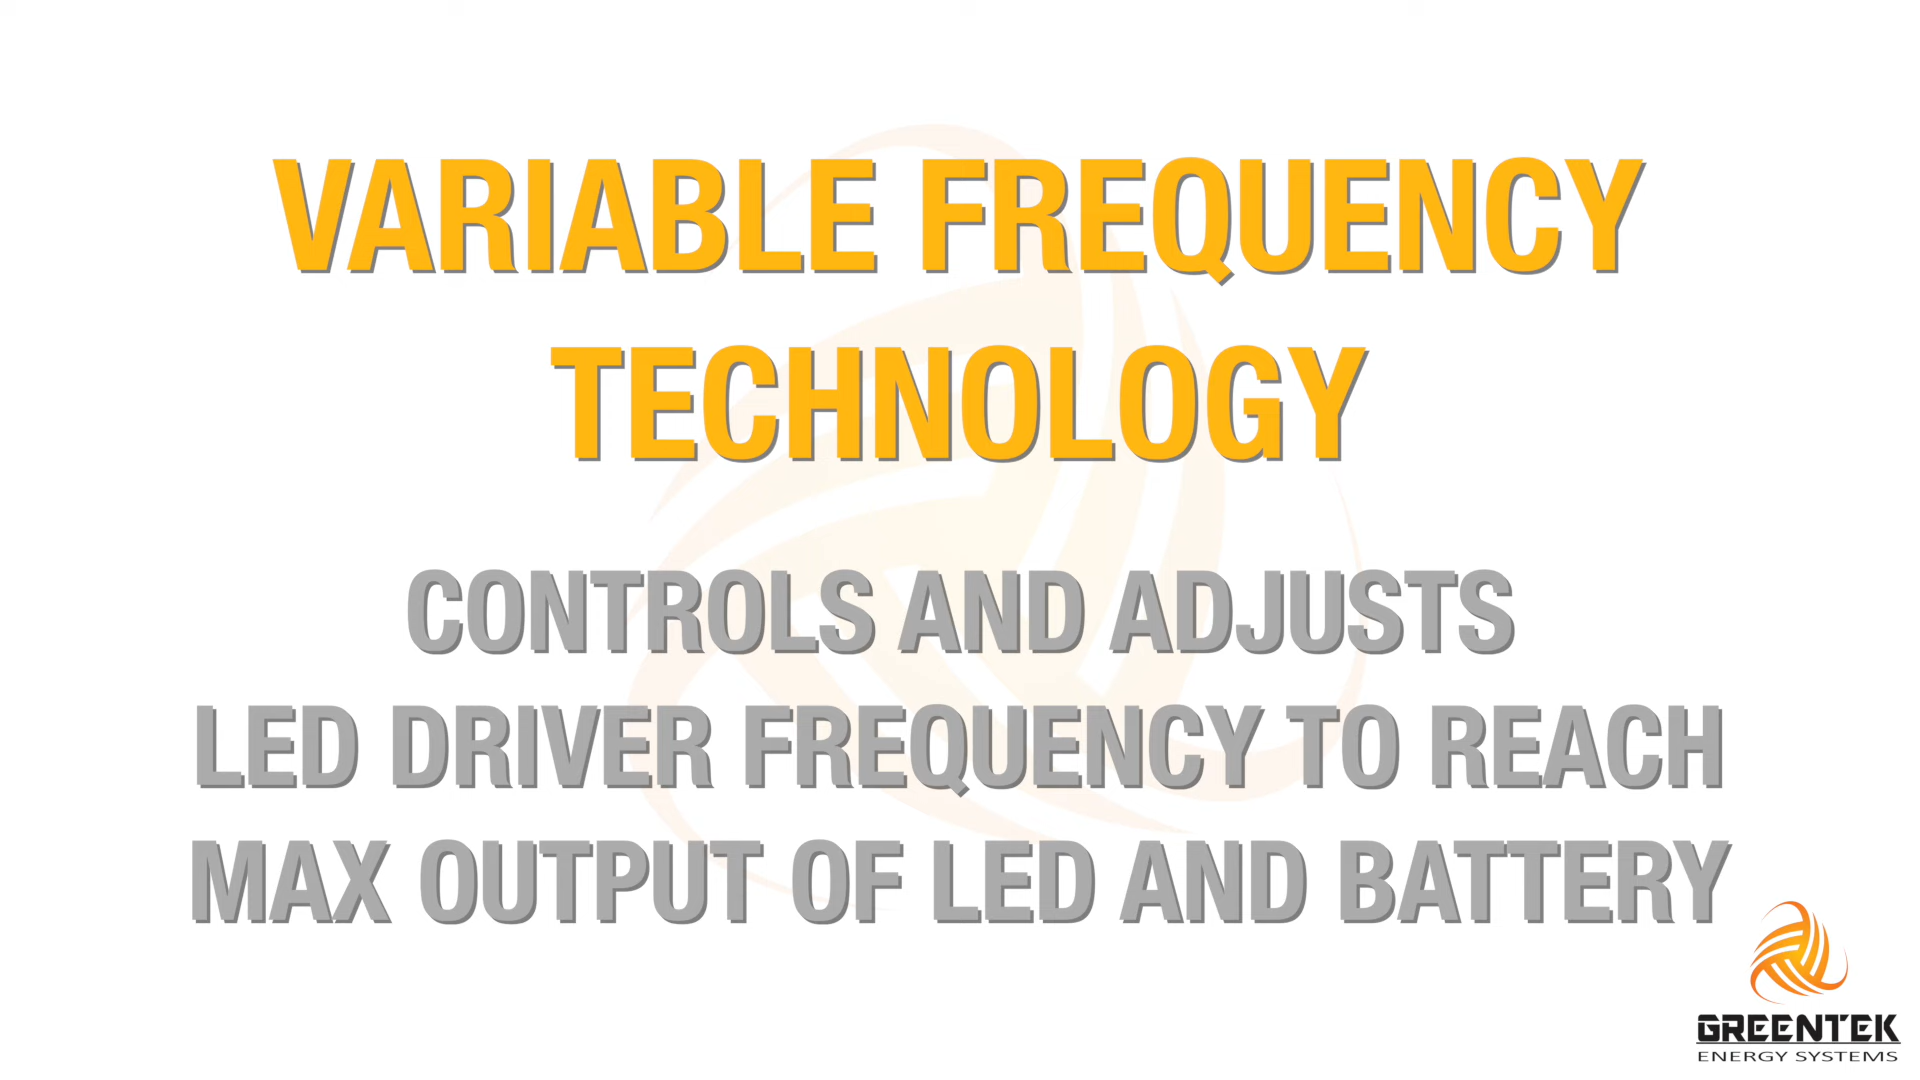 VARIABLE FREQUENCY
TECHNOLOGY
CONTROLS AND ADJUSTS
LED DRIVER FREQUENCY TO REACH
MAX OUTPUT OF LED AND BATTERY
GREENTEK
ENERGY SYSTEMS